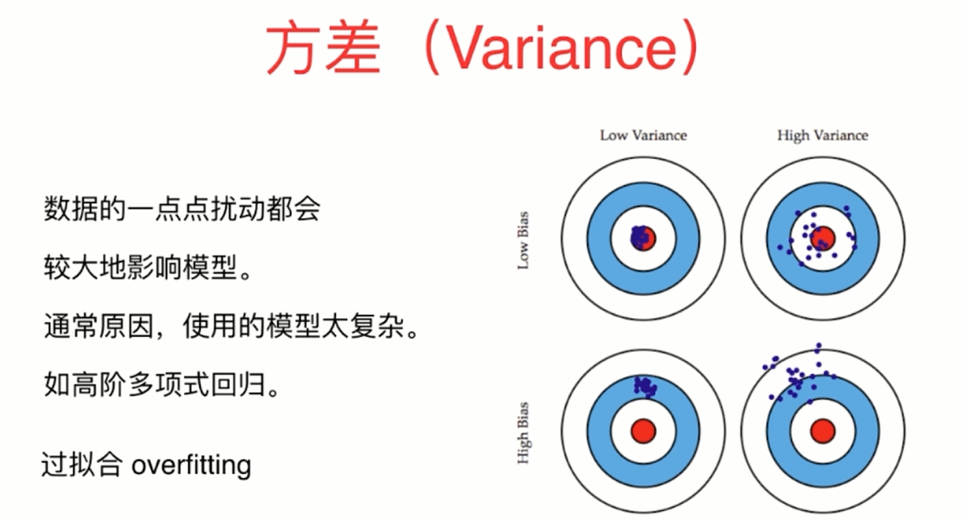 方差（Variance）
数据的一点点扰动都会
较大地影响模型。
通常原因，使用的模型太复杂。
如高阶多项式回归。
过拟合 overfitting
Low Variance
High Variance
Low Bias
High Bias